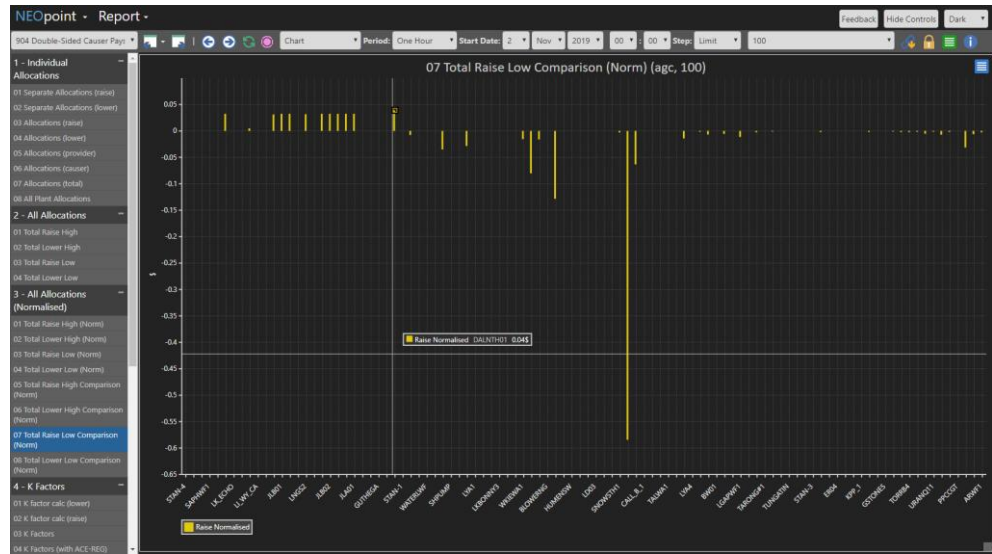 NEOpoint - Report -
Feedback Hide Controls Dark
904 Double-Sided Causer Pays Chart Period: One Hour Start Date: 2 Nov 2019 00 : 00 Step: Limit 100
1 - Individual Allocations
01 Separate Allocations (raise)
02 Separate Allocations (lower)
03 Allocations (raise)
04 Allocations (lower)
05 Allocations (provider)
06 Allocations (causer)
07 Allocations (total)
08 All Plant Allocations
2 - All Allocations
01 Total Raise High
02 Total Lower High
03 Total Raise Low
04 Total Lower Low
3 - All Allocations
(Normalised)
01 Total Raise High (Norm)
02 Total Lower High (Norm)
03 Total Raise Low (Norm)
04 Total Lower Low (Norm)
05 Total Raise High Comparison
(Norm)
06 Total Lower High Comparison
(Norm)
07 Total Raise Low Comparison
(Norm)
08 Total Lower Low Comparison
(Norm)
4 - K Factors
01 K factor calc (lower)
02 K factor calc (raise)
03 K Factors
04 K Factors (with ACE-REG)
07 Total Raise Low Comparison (Norm) (agc, 100)
0.05
0
-0.05
-0.1
-0.15
-0.2
-0.25
-0.3
-0.35
-0.4
-0.45
-0.5
-0.55
-0.6
-0.65
$
Raise Normalised DALNTH01 0.04$
STAN-4 SAPHWF1 LK_ECHO LI_WY_CA JLB01 LNGS2 JLB02 JLA01 GUTHEGA STAN-1 WATERLWF SHPUMP LYA1 LKBONNY3 WKIEWA1 BLOWERNG HUMENSW LD03 SNOWSTH1 CALL_B_1 TALWA1 LYA4 BW01 LGAPWF1 TARONG#1 TUNGATIN STAN-3 ER04 KPP_1 GSTONE5 TORRB4 URANQ11 PPCCGT ARWF1
Raise Normalised